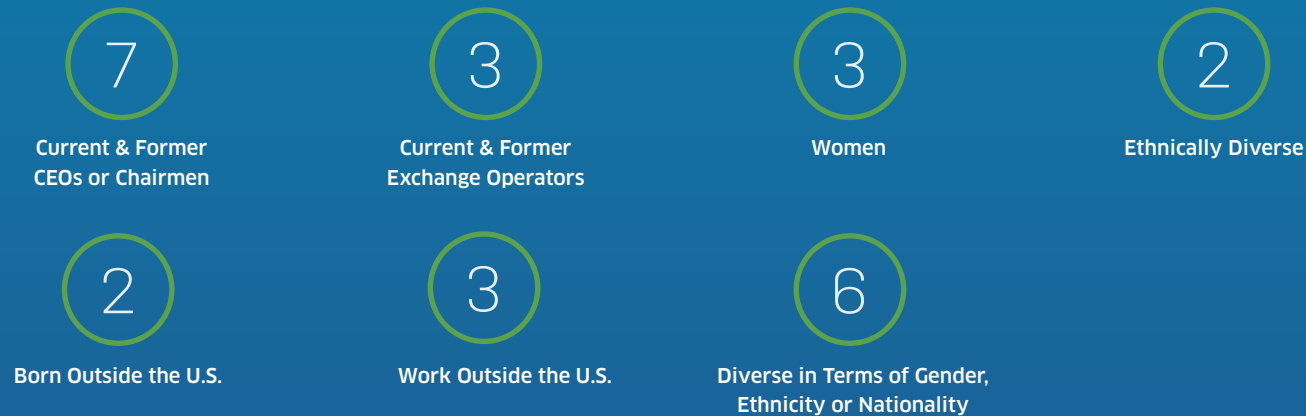 7
Current & Former
CEOs or Chairmen
3
Current & Former
Exchange Operators
3
Women
2
Ethnically Diverse
2
Born Outside the U.S.
3
Work Outside the U.S.
6
Diverse in Terms of Gender,
Ethnicity or Nationality